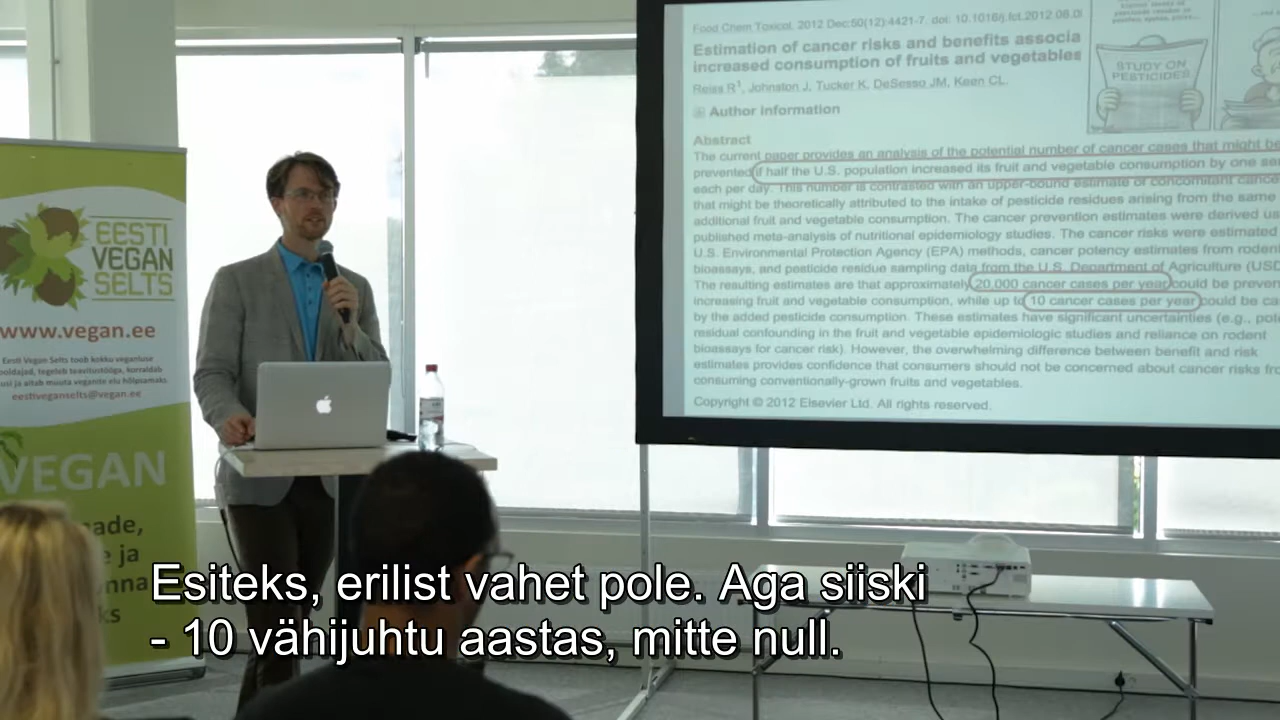 EESTI
VEGAN
SELTS
www.vegan.ee
Eesti Vegan Selts toob kokku veganluse
eestiveganselts@vegan.ee
VEGAN
Food Chem Toxicol. 2012 Dec;50(12):4421-7. doi: 10.1016/j.fct.2012.08.0
Estimation of cancer risks and benefits associa
increased consumption of fruits and vegetables
Reiss R1, Johnston J, Tucker K, DeSesso JM, Keen CL.
Author information
Abstract
The current paper provides an analysis of the potential number of cancer cases that might be
prevented if half the U.S. population increased its fruit and vegetable consumption by one se
each per day. This number is contrasted with an upper-bound estimate of concomitant cance
that might be theoretically attributed to the intake of pesticide residues arising from the same
additional fruit and vegetable consumption. The cancer prevention estimates were derived us
published meta-analysis of nutritional epidemiology studies. The cancer risks were estimated
U.S. Environmental Protection Agency (EPA) methods, cancer potency estimates from rodent
bioassays, and pesticide residue sampling data from the U.S. Department of Agriculture (USD
The resulting estimates are that approximately 20,000 cancer cases per year could be preven
increasing fruit and vegetable consumption, while up to 10 cancer cases per year could be ca
by the added pesticide consumption. These estimates have significant uncertainties (e.g., pote
residual confounding in the fruit and vegetable epidemiologic studies and reliance on rodent
bioassays for cancer risk). However, the overwhelming difference between benefit and risk
estimates provides confidence that consumers should not be concerned about cancer risks fro
consuming conventionally-grown fruits and vegetables.
Copyright © 2012 Elsevier Ltd. All rights reserved.
STUDY ON
PESTICIDES
Esiteks, erilist vahet pole. Aga siiski
- 10 vähijuhtu aastas, mitte null.